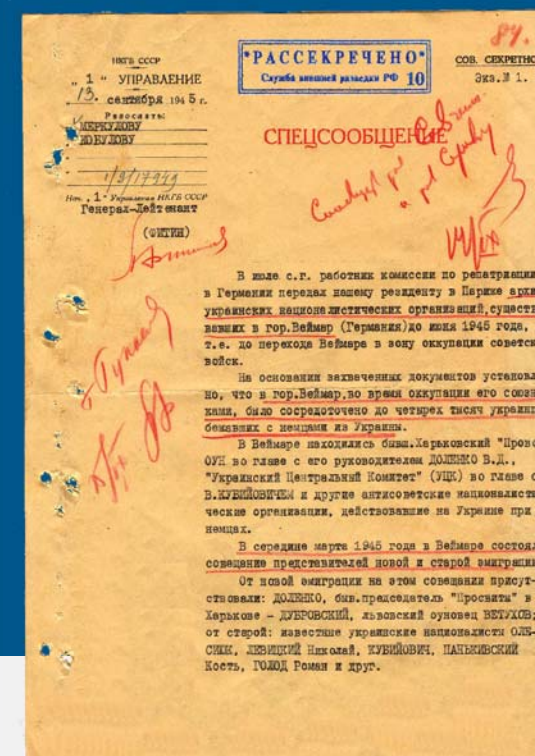 84.
НКГБ СССР
"РАССЕКРЕЧЕНО"
Служба внешней разведки РФ 10
СОВ. СЕКРЕТНО
Экз.№ 1.
„ 1 " УПРАВЛЕНИЕ
13. сентября 1945 г.
Разослать:
МЕРКУЛОВУ
КОБУЛОВУ
1/3/17949
Нач. „1" Управления НКГБ СССР
Генерал-Лейтенант
(ФИТИН)
СПЕЦСООБЩЕНИЕ
В июле с.г. работник комиссии по репатриации
в Германии передал нашему резиденту в Париже архи
украинских националистических организаций,существо
вавших в гор.Веймар (Германия)до июня 1945 года,
т.е. до перехода Веймара в зону оккупации советск
войск.
На основании захваченных документов установл
но, что в гор.Веймар,во время оккупации его союзн
ками, было сосредоточено до четырех тысяч украинц
бежавших с немцами из Украины.
В Веймаре находились бывш.Харьковский "Прово
ОУН во главе с его руководителем ДОЛЕНКО В.Д.,
"Украинский Центральный Комитет" (УЦК) во главе с
В.КУБИЙОВИЧЕМ и другие антисоветские националисти
ческие организации, действовавшие на Украине при
немцах.
В середине марта 1945 года в Веймаре состоял
совещание представителей новой и старой эмиграции
От новой эмиграции на этом совещании присут-
ствовали: ДОЛЕНКО, быв.председатель "Просвиты" в
Харькове - ДУБРОВСКИЙ, львовский оуновец ВЕТУХОВ;
от старой: известные украинские националисты ОЛЕ-
СИЮК, ЛЕВИЦКИЙ Николай, КУБИЙОВИЧ, ПАНЬКИВСКИЙ
Кость, ГОЛОД Роман и друг.